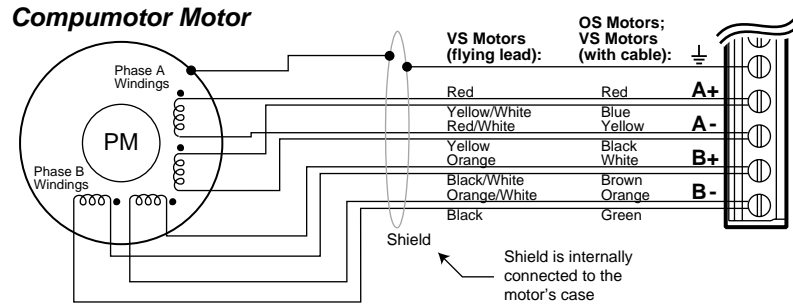 Compumotor Motor
VS Motors
(flying lead):
OS Motors;
VS Motors
(with cable):
Phase A
Windings
PM
Phase B
Windings
Red Red A+
Yellow/White Blue
Red/White Yellow A-
Yellow Black
Orange White B+
Black/White Brown
Orange/White Orange B-
Black Green
Shield
Shield is internally
connected to the
motor's case